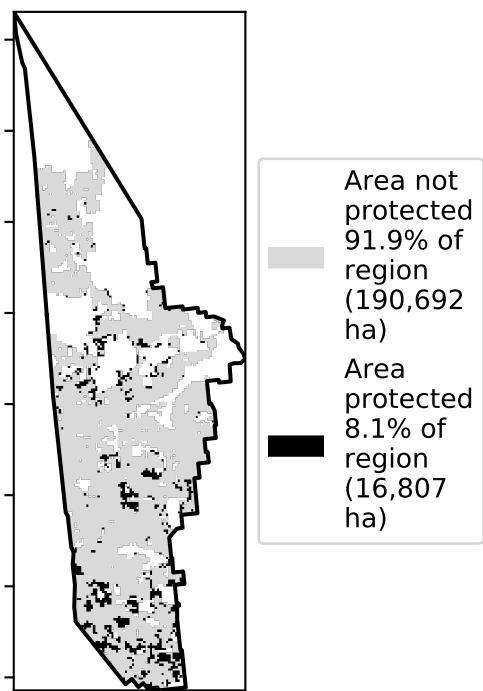 Area not
protected
91.9% of
region
(190,692
ha)
Area
protected
8.1% of
region
(16,807
ha)